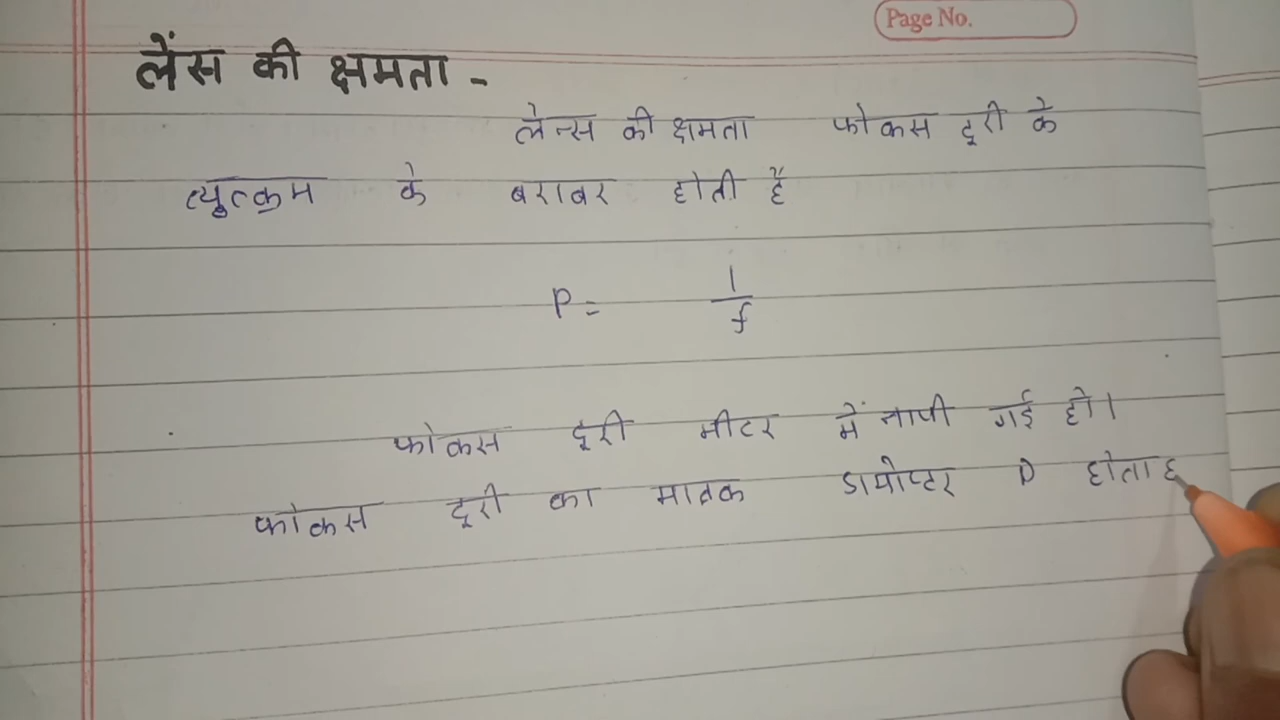 Page No.
लेंस की क्षमता -
लेन्स की क्षमता फोकस दूरी के
व्युत्क्रम के बराबर होती है
P = 1/f
फोकस दूरी मीटर में नापी गई हो।
फोकस दूरी का मात्रक डायोप्टर D होता ह